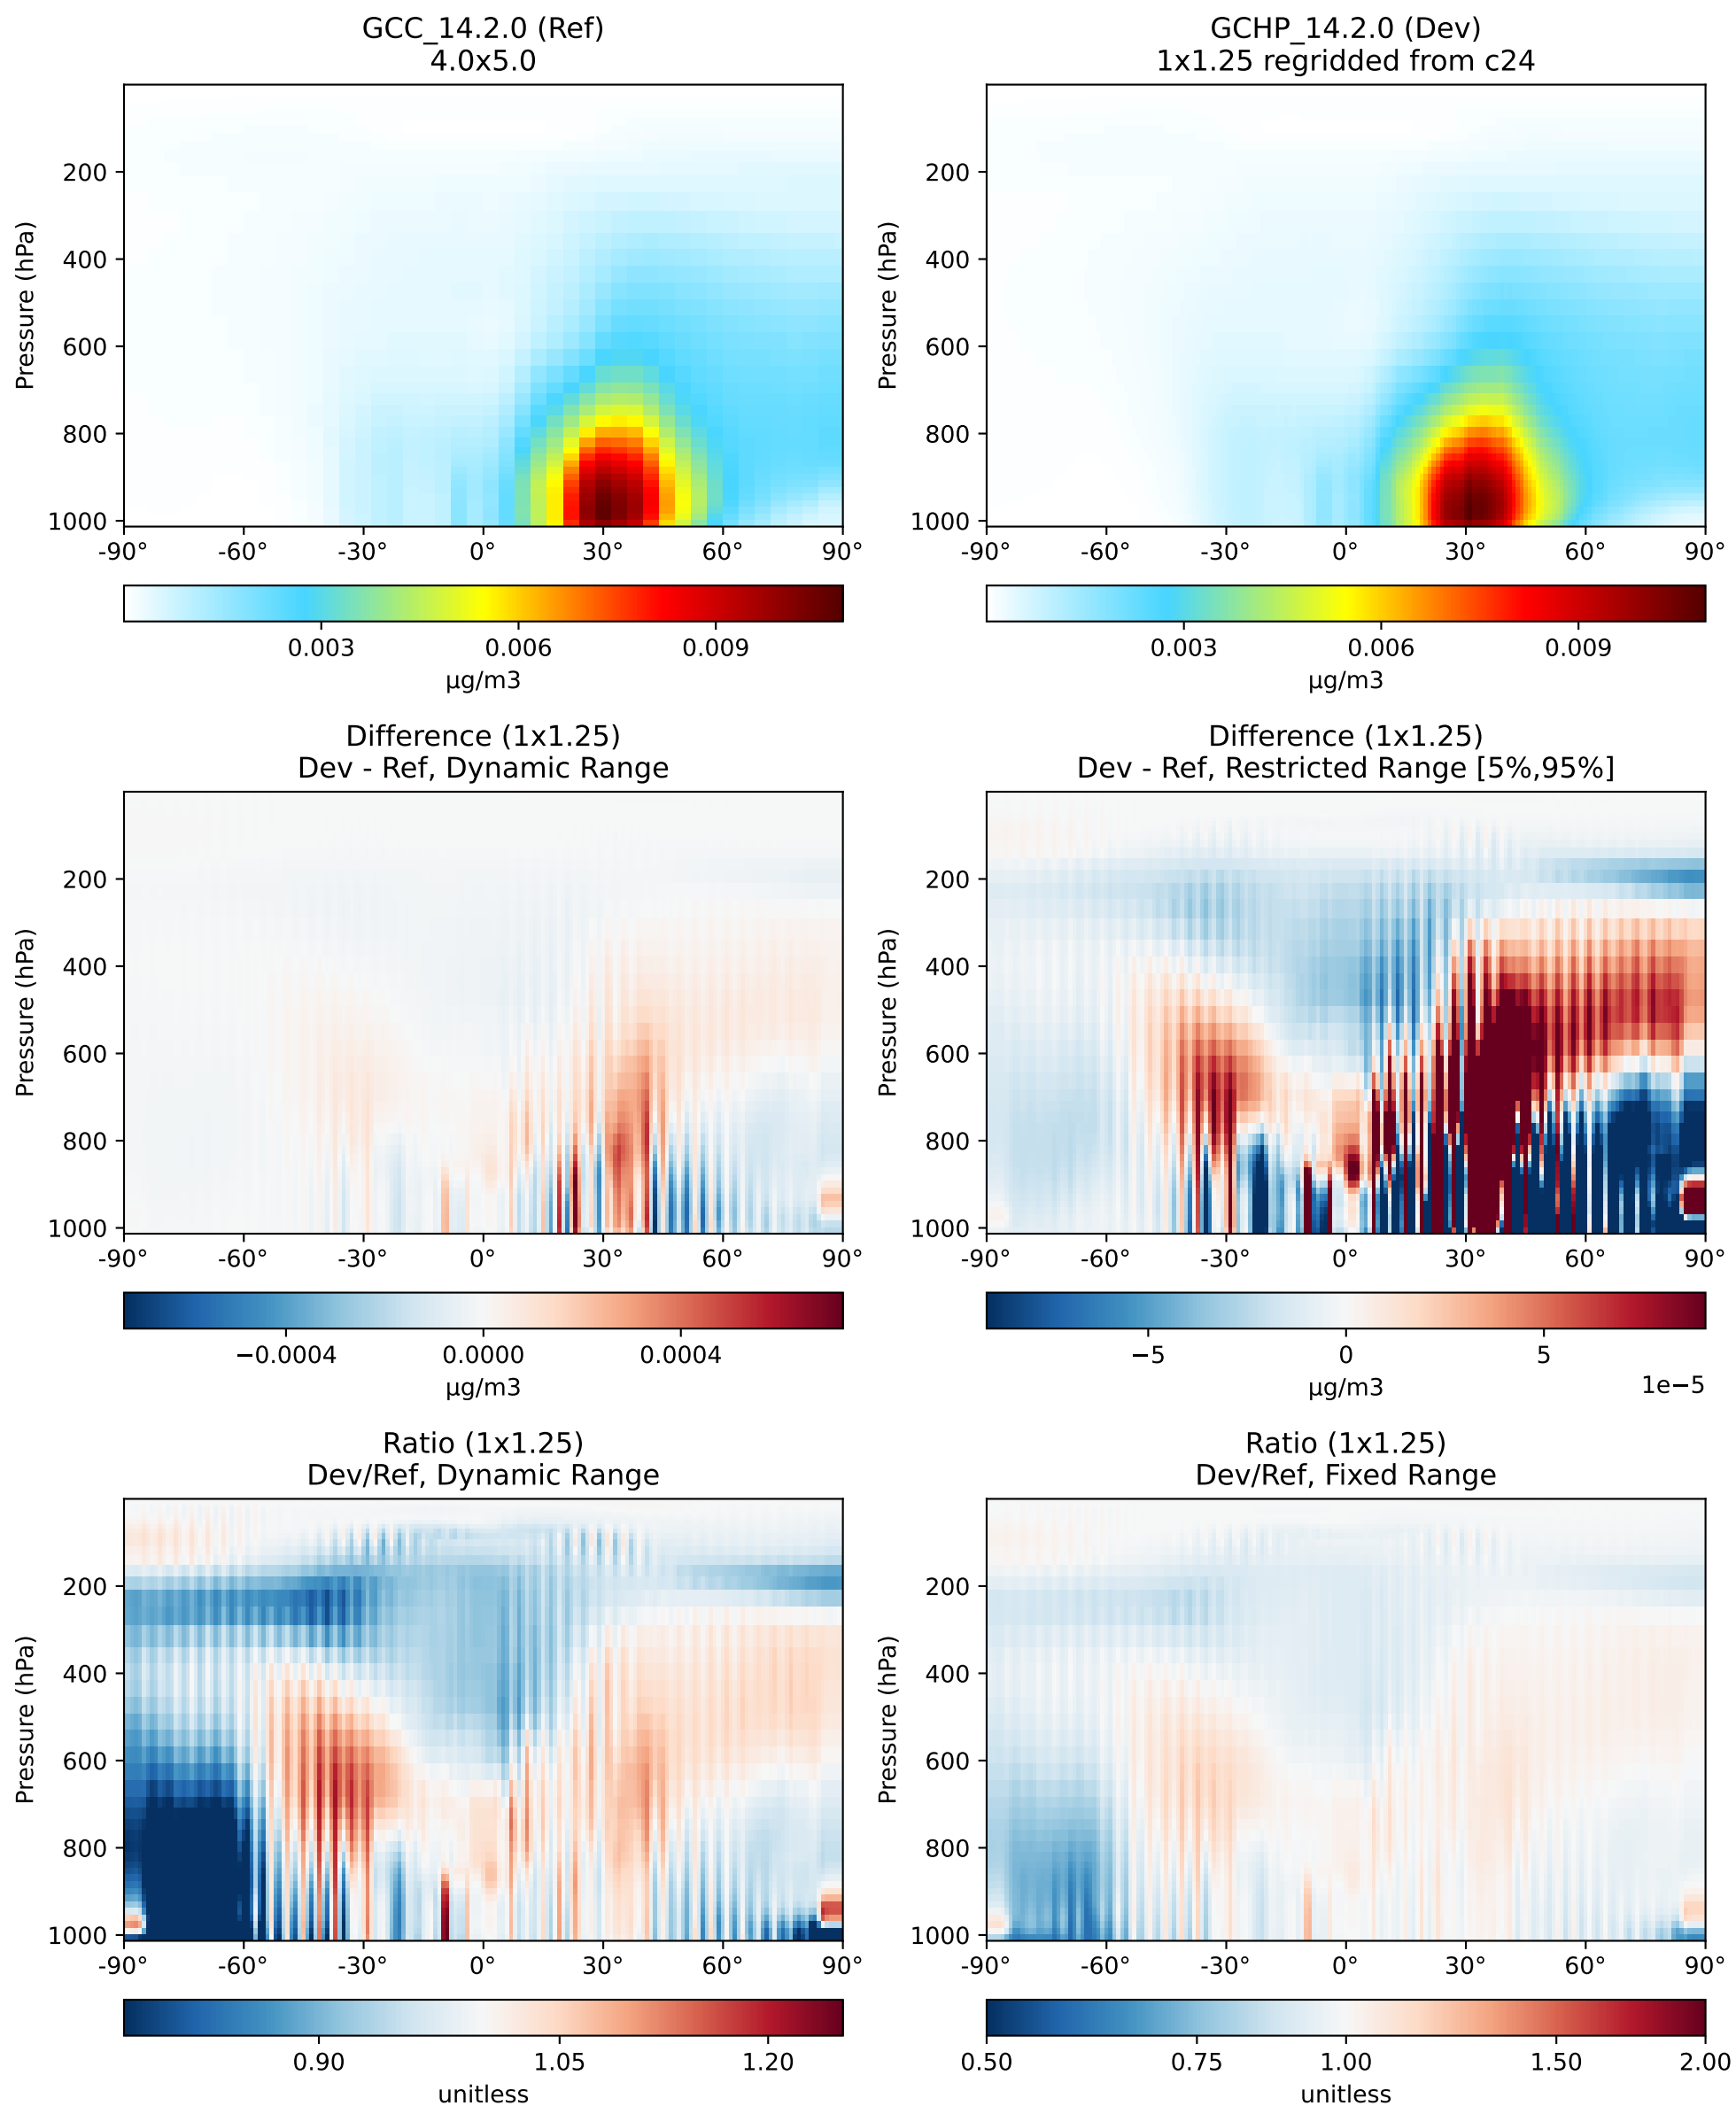 GCC_14.2.0 (Ref)
4.0x5.0
Pressure (hPa)
200
400
600
800
1000
-90° -60° -30° 0° 30° 60° 90°
0.003 0.006 0.009
μg/m3
GCHP_14.2.0 (Dev)
1x1.25 regridded from c24
Pressure (hPa)
200
400
600
800
1000
-90° -60° -30° 0° 30° 60° 90°
0.003 0.006 0.009
μg/m3
Difference (1x1.25)
Dev - Ref, Dynamic Range
Pressure (hPa)
200
400
600
800
1000
-90° -60° -30° 0° 30° 60° 90°
−0.0004 0.0000 0.0004
μg/m3
Difference (1x1.25)
Dev - Ref, Restricted Range [5%,95%]
Pressure (hPa)
200
400
600
800
1000
-90° -60° -30° 0° 30° 60° 90°
−5 0 5
μg/m3
1e−5
Ratio (1x1.25)
Dev/Ref, Dynamic Range
Pressure (hPa)
200
400
600
800
1000
-90° -60° -30° 0° 30° 60° 90°
0.90 1.05 1.20
unitless
Ratio (1x1.25)
Dev/Ref, Fixed Range
Pressure (hPa)
200
400
600
800
1000
-90° -60° -30° 0° 30° 60° 90°
0.50 0.75 1.00 1.50 2.00
unitless